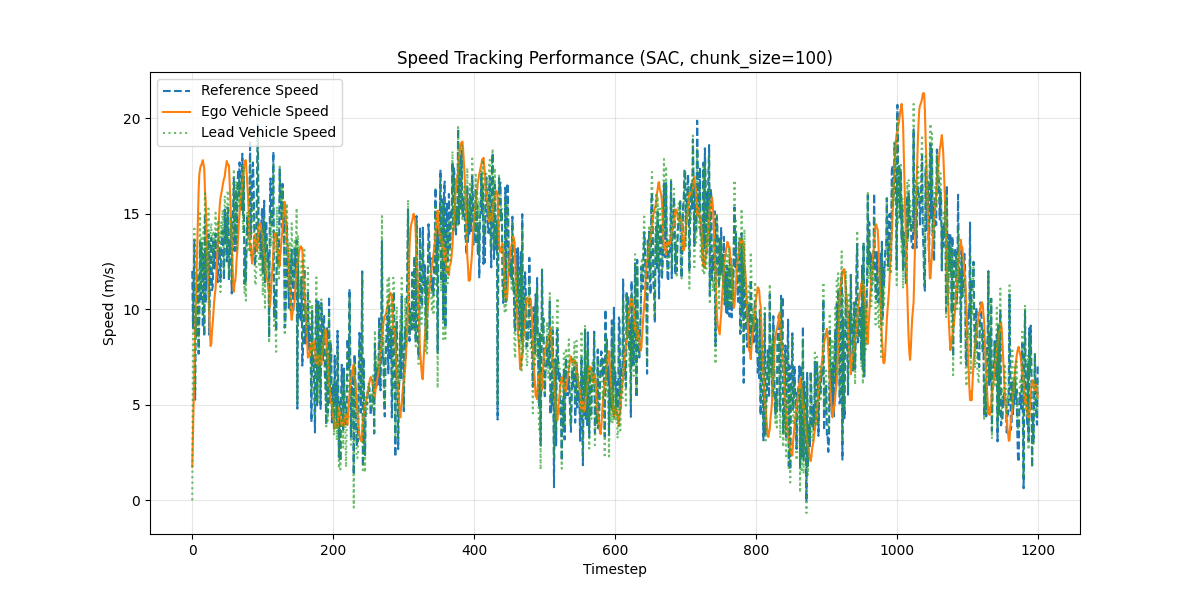 Speed Tracking Performance (SAC, chunk_size=100)
Reference Speed
Ego Vehicle Speed
Lead Vehicle Speed
Speed (m/s)
20
15
10
5
0
0 200 400 600 800 1000 1200
Timestep